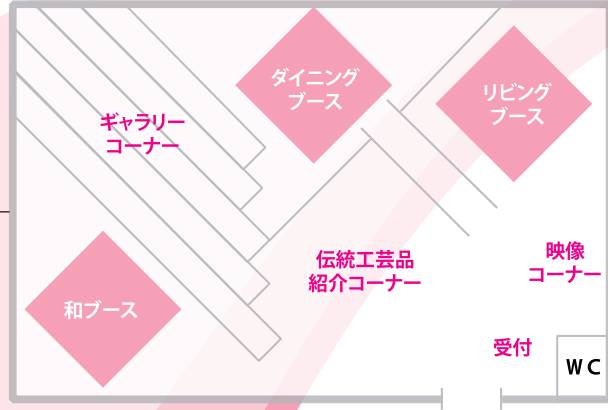 ダイニング
ブース
リビング
ブース
ギャラリー
コーナー
伝統工芸品
紹介コーナー
映像
コーナー
和ブース
受付
WC